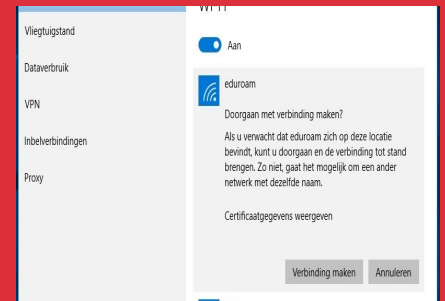 Wi-Fi
Vliegtuigstand
Aan
Dataverbruik
eduroam
VPN
Doorgaan met verbinding maken?
Als u verwacht dat eduroam zich op deze locatie
bevindt, kunt u doorgaan en de verbinding tot stand
brengen. Zo niet, gaat het mogelijk om een ander
netwerk met dezelfde naam.
Inbelverbindingen
Proxy
Certificaatgegevens weergeven
Verbinding maken
Annuleren